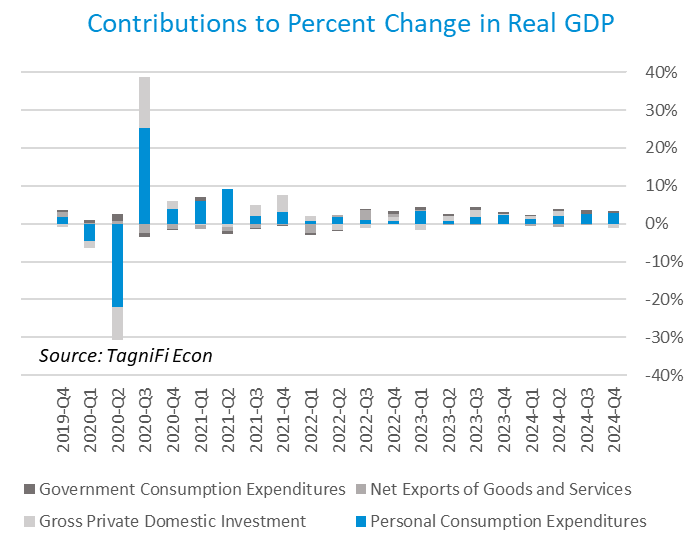 Contributions to Percent Change in Real GDP
40%
30%
20%
10%
0%
-10%
-20%
-30%
-40%
Source: TagniFi Econ
2019-Q4
2020-Q1
2020-Q2
2020-Q3
2020-Q4
2021-Q1
2021-Q2
2021-Q3
2021-Q4
2022-Q1
2022-Q2
2022-Q3
2022-Q4
2023-Q1
2023-Q2
2023-Q3
2023-Q4
2024-Q1
2024-Q2
2024-Q3
2024-Q4
Government Consumption Expenditures
Net Exports of Goods and Services
Gross Private Domestic Investment
Personal Consumption Expenditures